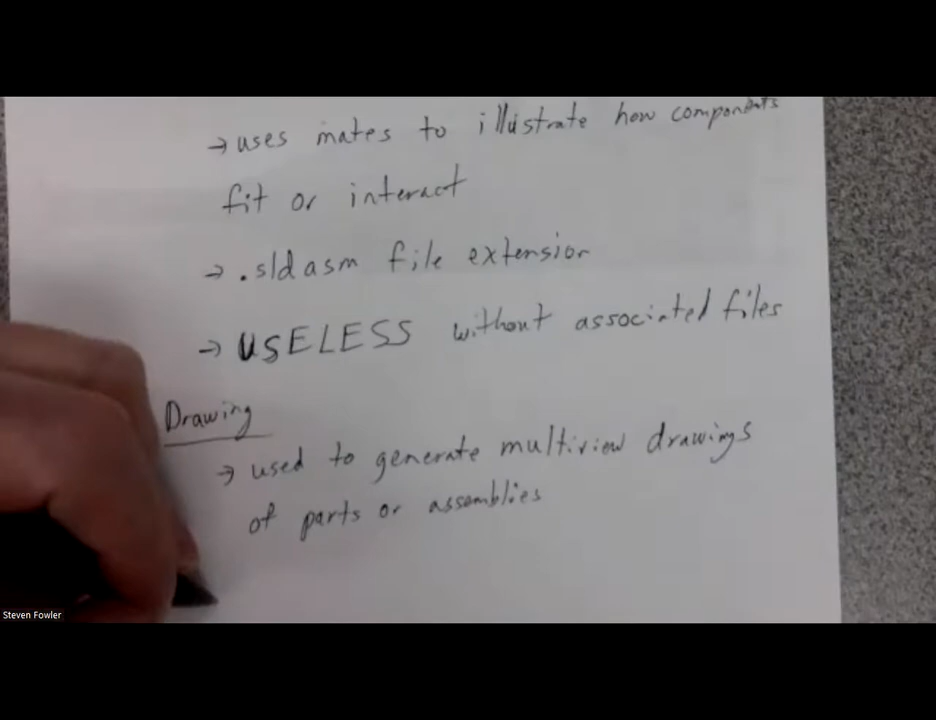 → uses mates to illustrate how components
fit or interact
→ .sldasm file extension
→ USELESS without associated files
Drawing
→ used to generate multiview drawings
of parts or assemblies
Steven Fowler